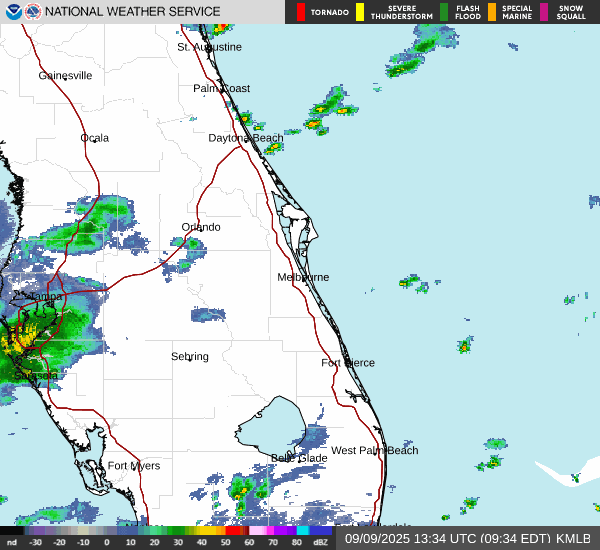 NATIONAL WEATHER SERVICE
TORNADO
SEVERE THUNDERSTORM
FLASH FLOOD
SPECIAL MARINE
SNOW SQUALL
St. Augustine
Gainesville
Palm Coast
Ocala
Daytona Beach
Orlando
Melbourne
Tampa
Sebring
Fort Pierce
Sarasota
West Palm Beach
Belle Glade
Fort Myers
nd -30 -20 -10 0 10 20 30 40 50 60 70 80 dBZ
09/09/2025 13:34 UTC (09:34 EDT) KMLB